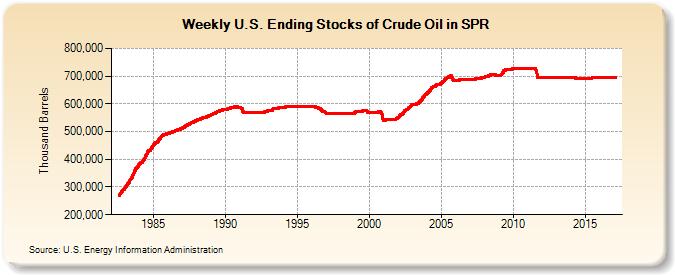 Weekly U.S. Ending Stocks of Crude Oil in SPR
Thousand Barrels
800,000
700,000
600,000
500,000
400,000
300,000
200,000
1985 1990 1995 2000 2005 2010 2015
Source: U.S. Energy Information Administration